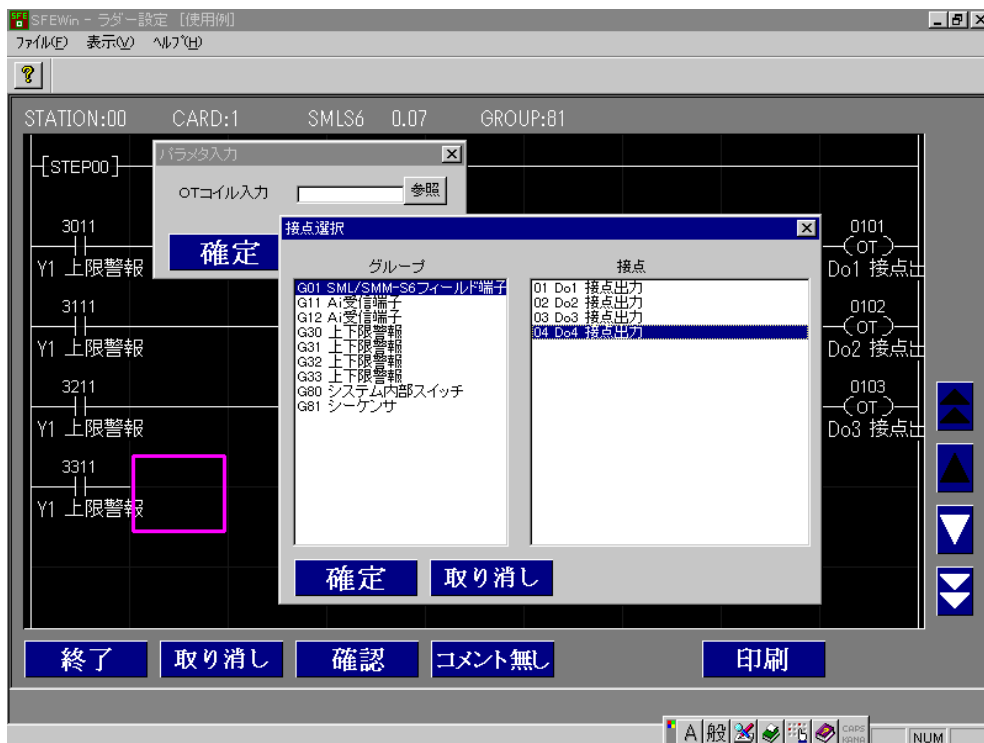 SFEWin - ラダー設定 [使用例]
ファイル(F) 表示(V) ヘルプ(H)
STATION:00 CARD:1 SMLS6 0.07 GROUP:81
[STEP00]
パラメタ入力
OTコイル入力 参照
確定
接点選択
グループ 接点
G01 SML/SMM-S6フィールド端子
G11 Ai受信端子
G12 Ai受信端子
G30 上下限警報
G31 上下限警報
G32 上下限警報
G33 上下限警報
G80 システム内部スイッチ
G81 シーケンサ
01 Do1 接点出力
02 Do2 接点出力
03 Do3 接点出力
04 Do4 接点出力
確定 取り消し
3011 0101
OT
Y1 上限警報 Do1 接点出
3111 0102
OT
Y1 上限警報 Do2 接点出
3211 0103
OT
Y1 上限警報 Do3 接点出
3311
Y1 上限警報
終了 取り消し 確認 コメント無し 印刷
A 般 CAPS
KANA
NUM